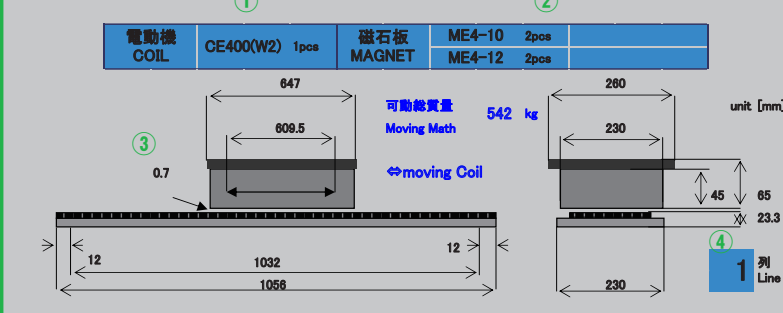 ① ②
電動機 COIL CE400(W2) 1pcs 磁石板 MAGNET ME4-10 2pcs
ME4-12 2pcs
647 260
可動総質量 542 kg
Moving Math
unit [mm]
609.5 230
③
0.7
⇔moving Coil
45 65
23.3
④
12 12
1032
1056 230
1 列
Line